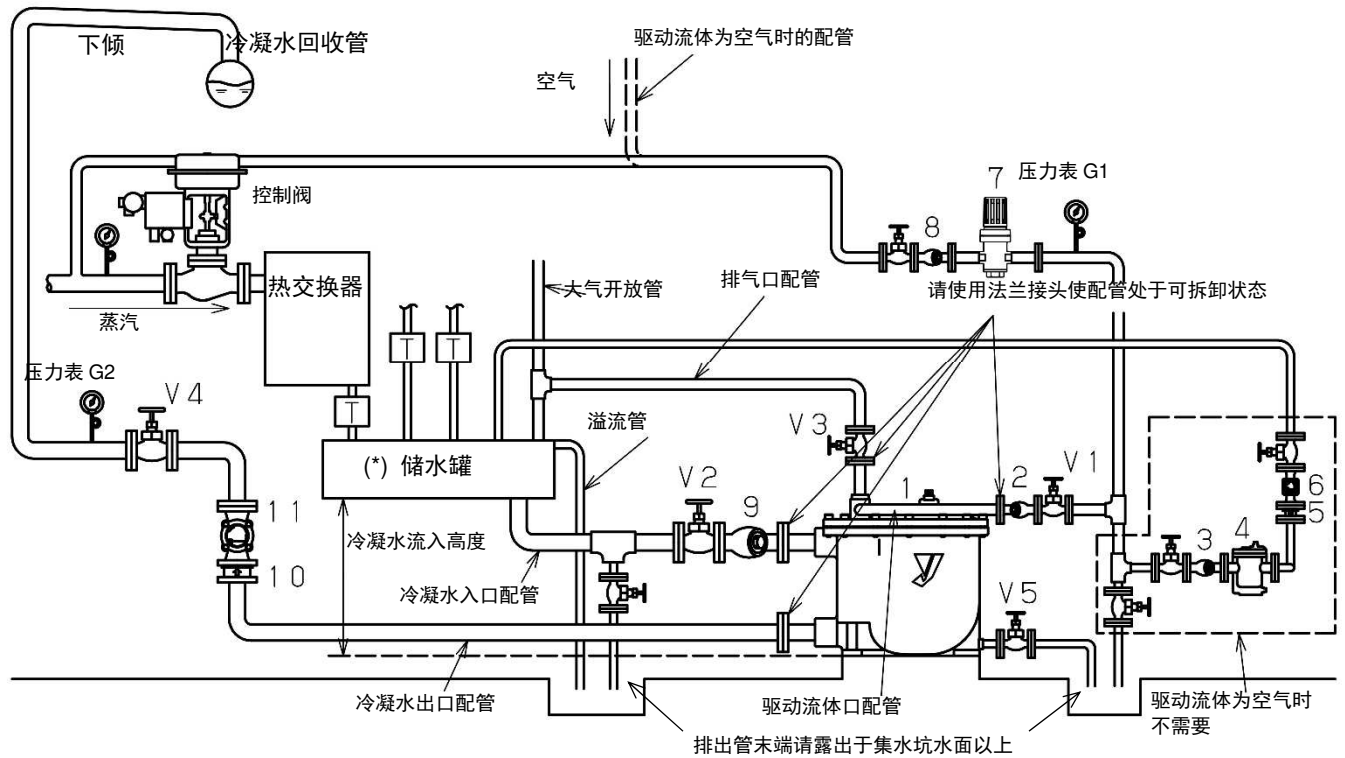 下倾
冷凝水回收管
驱动流体为空气时的配管
空气
控制阀
7
压力表 G1
8
热交换器
大气开放管
排气口配管
请使用法兰接头使配管处于可拆卸状态
蒸汽
T
T
压力表 G2
V4
T
溢流管
V3
(*) 储水罐
V2
9
1
2
V1
6
5
11
冷凝水流入高度
3
4
10
冷凝水入口配管
V5
冷凝水出口配管
驱动流体口配管
驱动流体为空气时
不需要
排出管末端请露出于集水坑水面以上